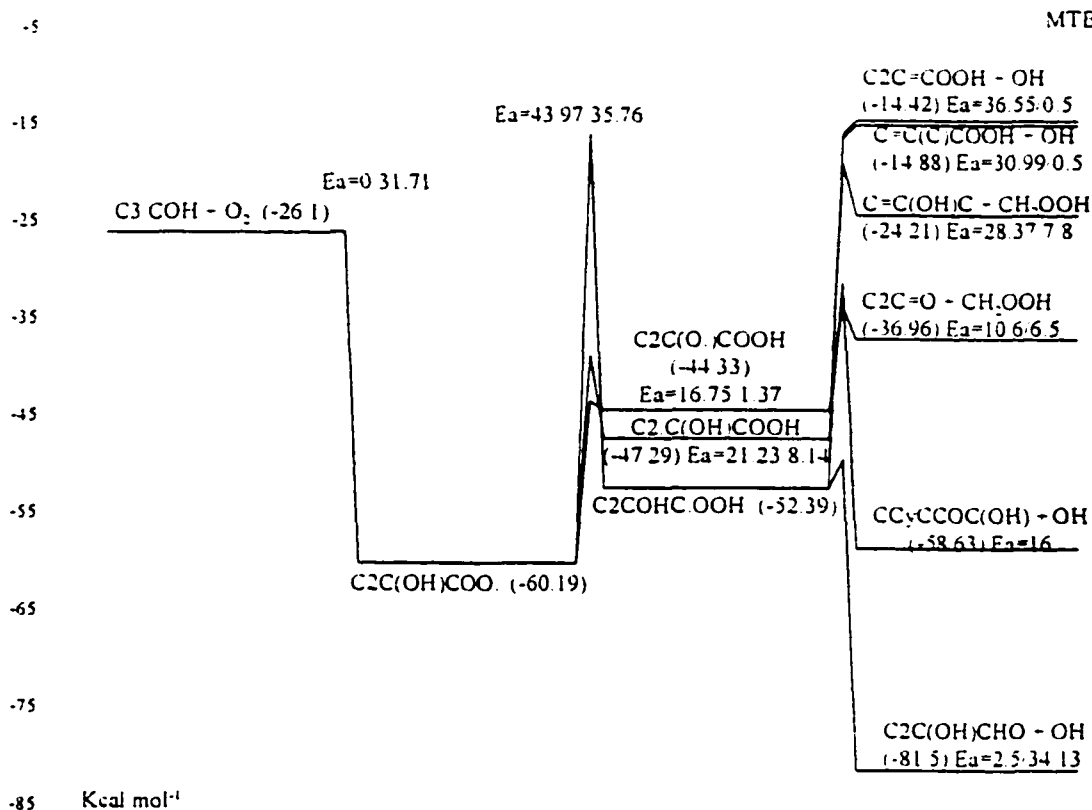 -5
MTB
C2C=COOH - OH
(-14.42) Ea=36.55/0.5
-15
Ea=43.97 35.76
C=C(C)COOH - OH
(-14 88) Ea=30.99/0.5
Ea=0 31.71
C3.COH - O2 (-26 1)
C=C(OH)C - CH2OOH
-25
(-24 21) Ea=28.37 7.8
-35
C2C=O - CH2OOH
(-36.96) Ea=10 6/6.5
C2C(O.)COOH
(-44 33)
Ea=16.75 1.37
-45
C2.C(OH)COOH
(-47 29) Ea=21.23 8.14
C2COHC.OOH (-52.39)
-55
CCyCCOC(OH) + OH
(-58.63) Ea=16
C2C(OH)COO. (-60.19)
-65
-75
C2C(OH)CHO - OH
(-81 5) Ea=2.5/34 13
-85 Kcal mol-1